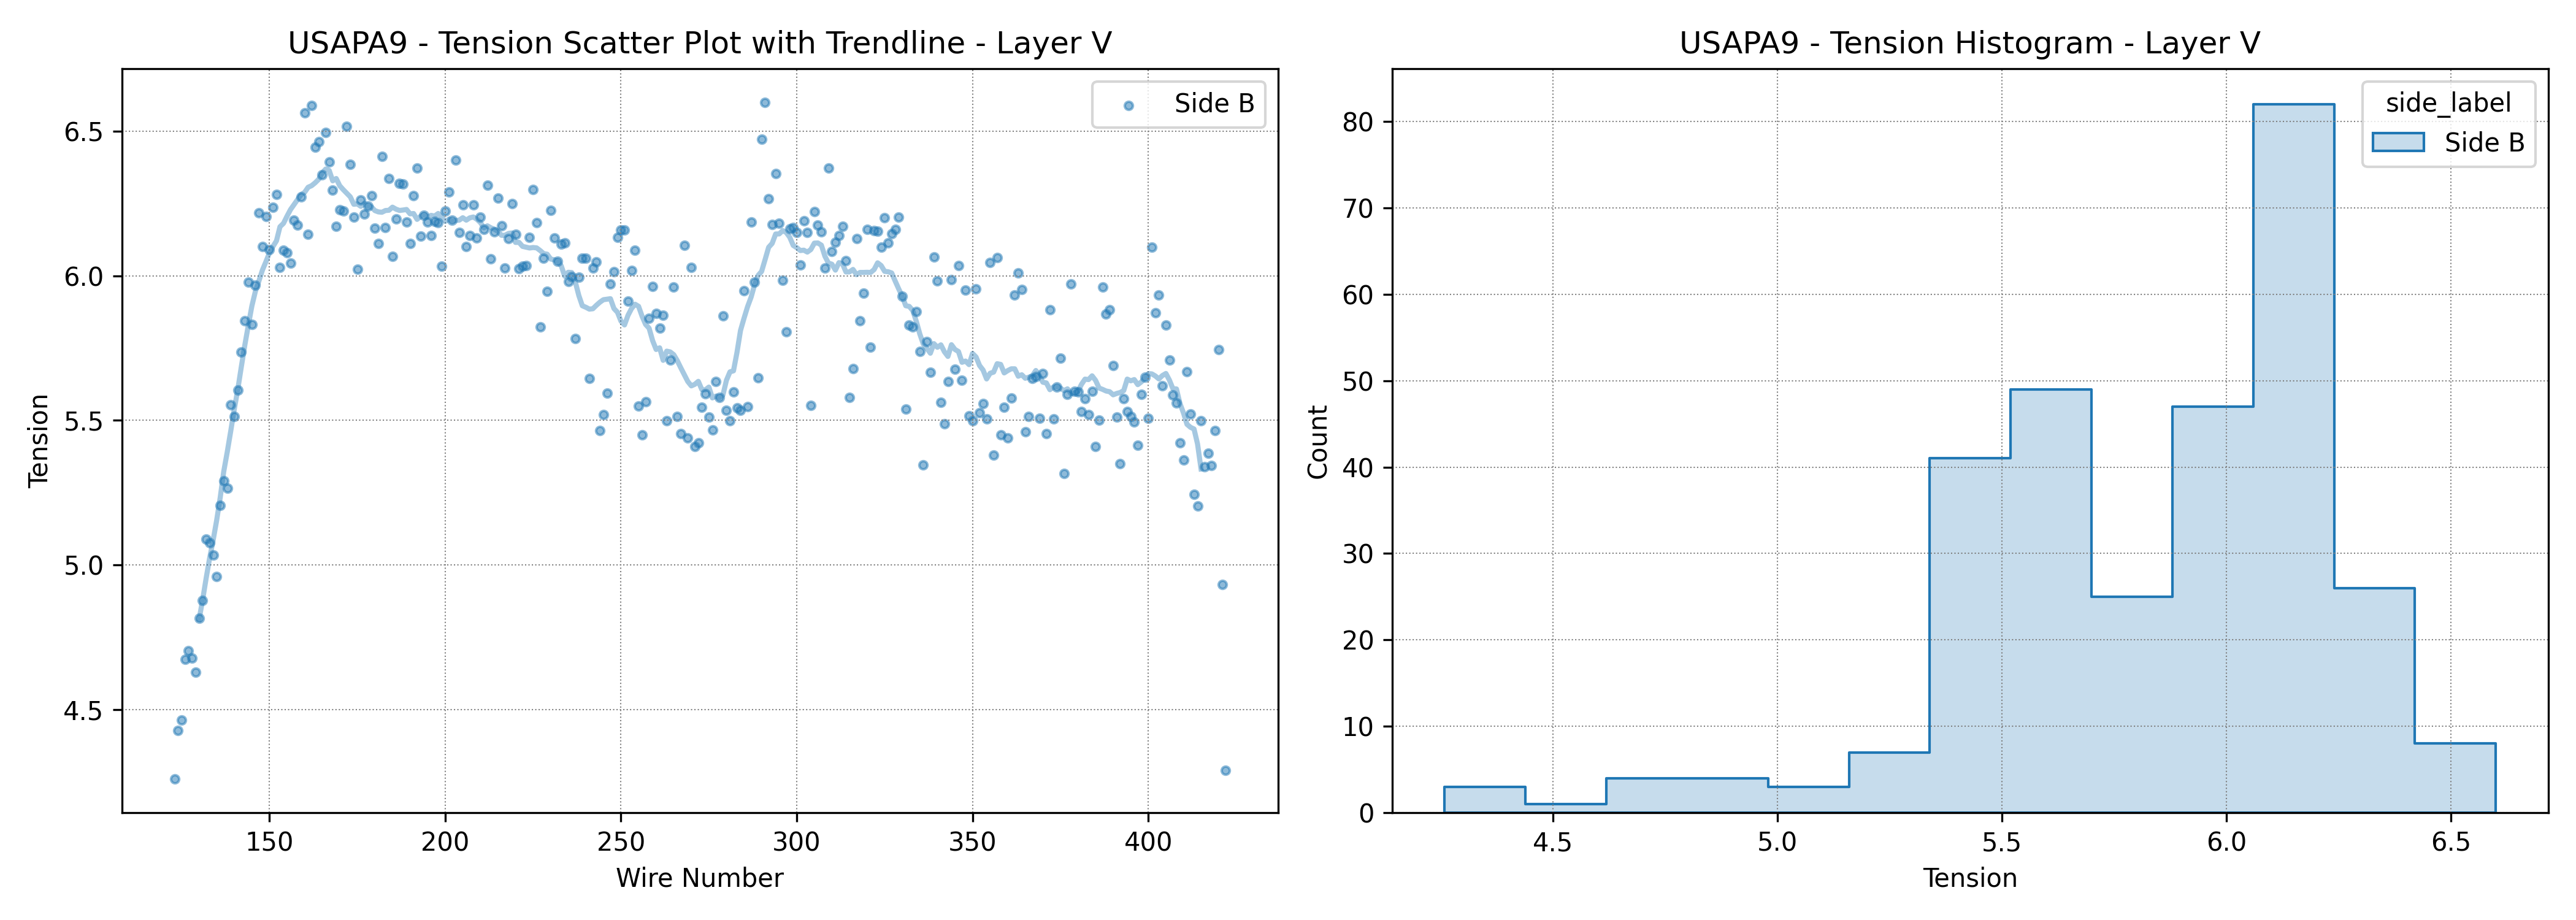 USAPA9 - Tension Scatter Plot with Trendline - Layer V
Side B
6.5
6.0
5.5
5.0
4.5
Tension
150
200
250
300
350
400
Wire Number
USAPA9 - Tension Histogram - Layer V
side_label
Side B
80
70
60
50
40
30
20
10
0
Count
4.5
5.0
5.5
6.0
6.5
Tension